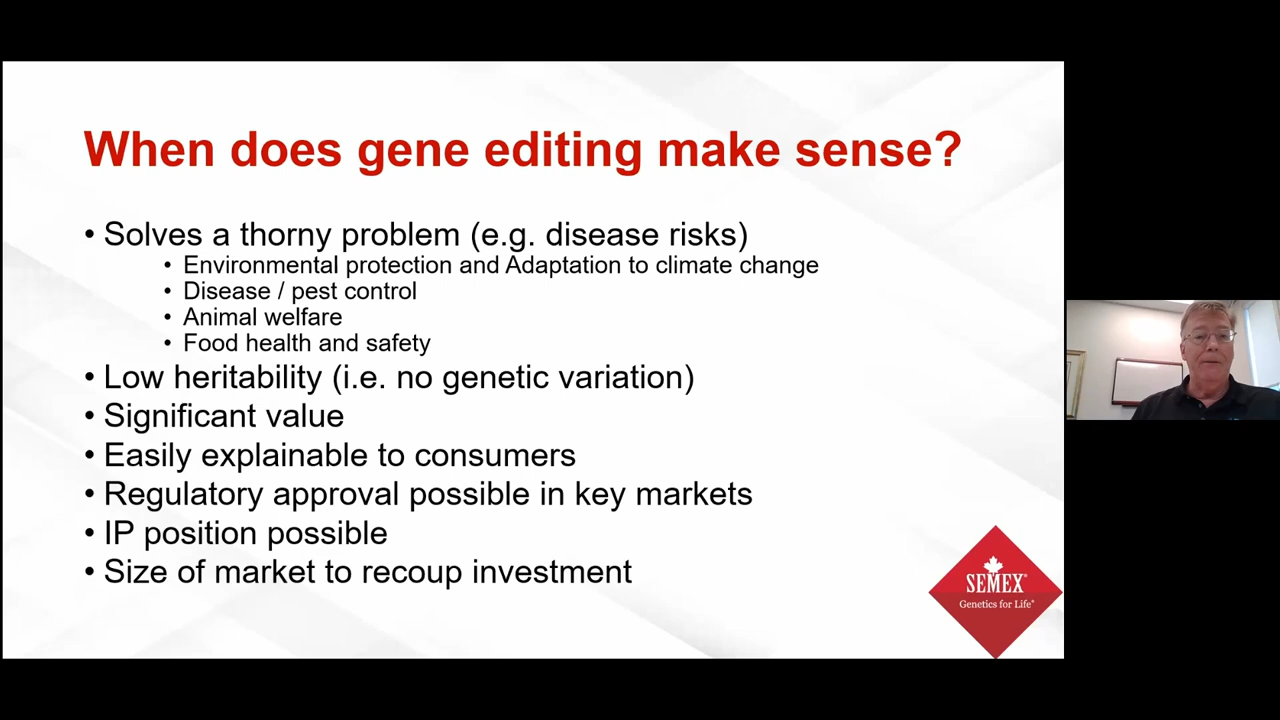 When does gene editing make sense?
• Solves a thorny problem (e.g. disease risks)
• Environmental protection and Adaptation to climate change
• Disease / pest control
• Animal welfare
• Food health and safety
• Low heritability (i.e. no genetic variation)
• Significant value
• Easily explainable to consumers
• Regulatory approval possible in key markets
• IP position possible
• Size of market to recoup investment
SEMEX®
Genetics for Life®